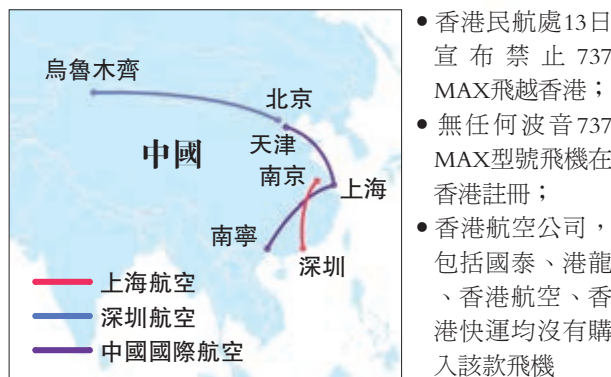 烏魯木齊
北京
天津
中國
南京
上海
南寧
深圳
上海航空
深圳航空
中國國際航空
•香港民航處13日
宣布禁止737
MAX飛越香港；
•無任何波音737
MAX型號飛機在
香港註冊；
•香港航空公司，
包括國泰、港龍
、香港航空、香
港快運均沒有購
入該款飛機